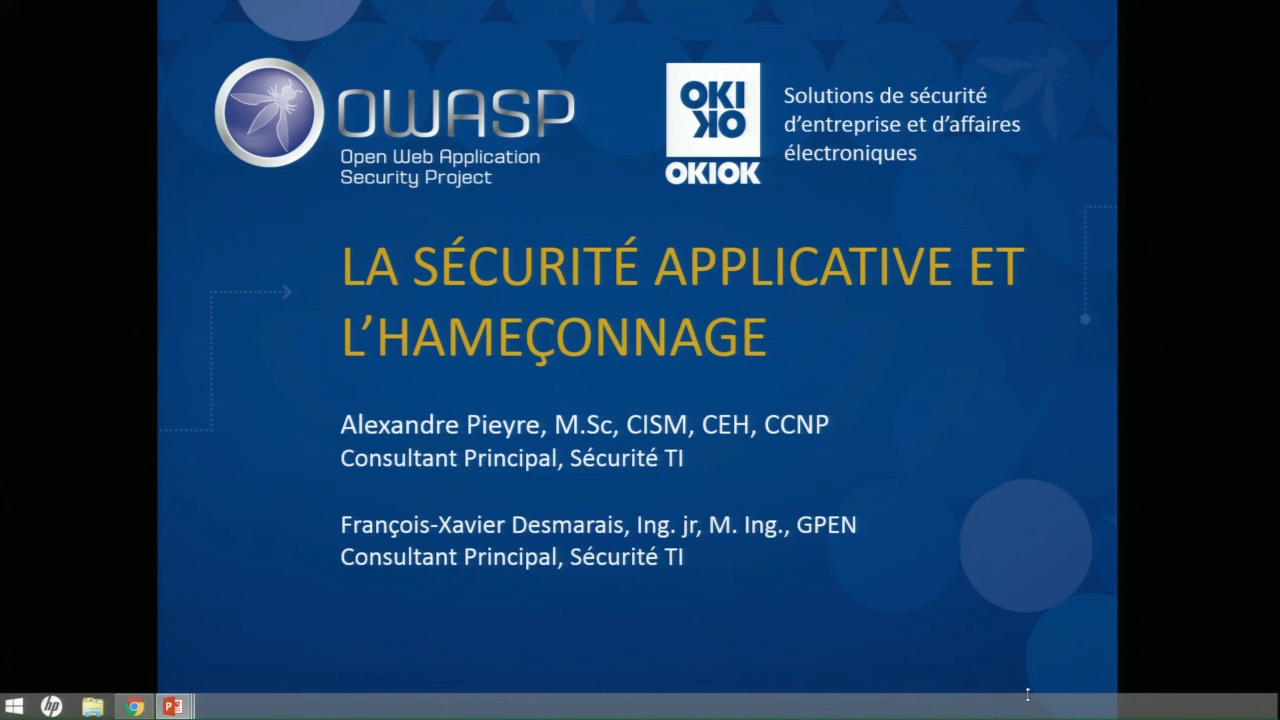 OWASP
Open Web Application
Security Project
OKI
OK
OKIOK
Solutions de sécurité
d'entreprise et d'affaires
électroniques
LA SÉCURITÉ APPLICATIVE ET
L'HAMEÇONNAGE
Alexandre Pieyre, M.Sc, CISM, CEH, CCNP
Consultant Principal, Sécurité TI
François-Xavier Desmarais, Ing. jr, M. Ing., GPEN
Consultant Principal, Sécurité TI
hp
P